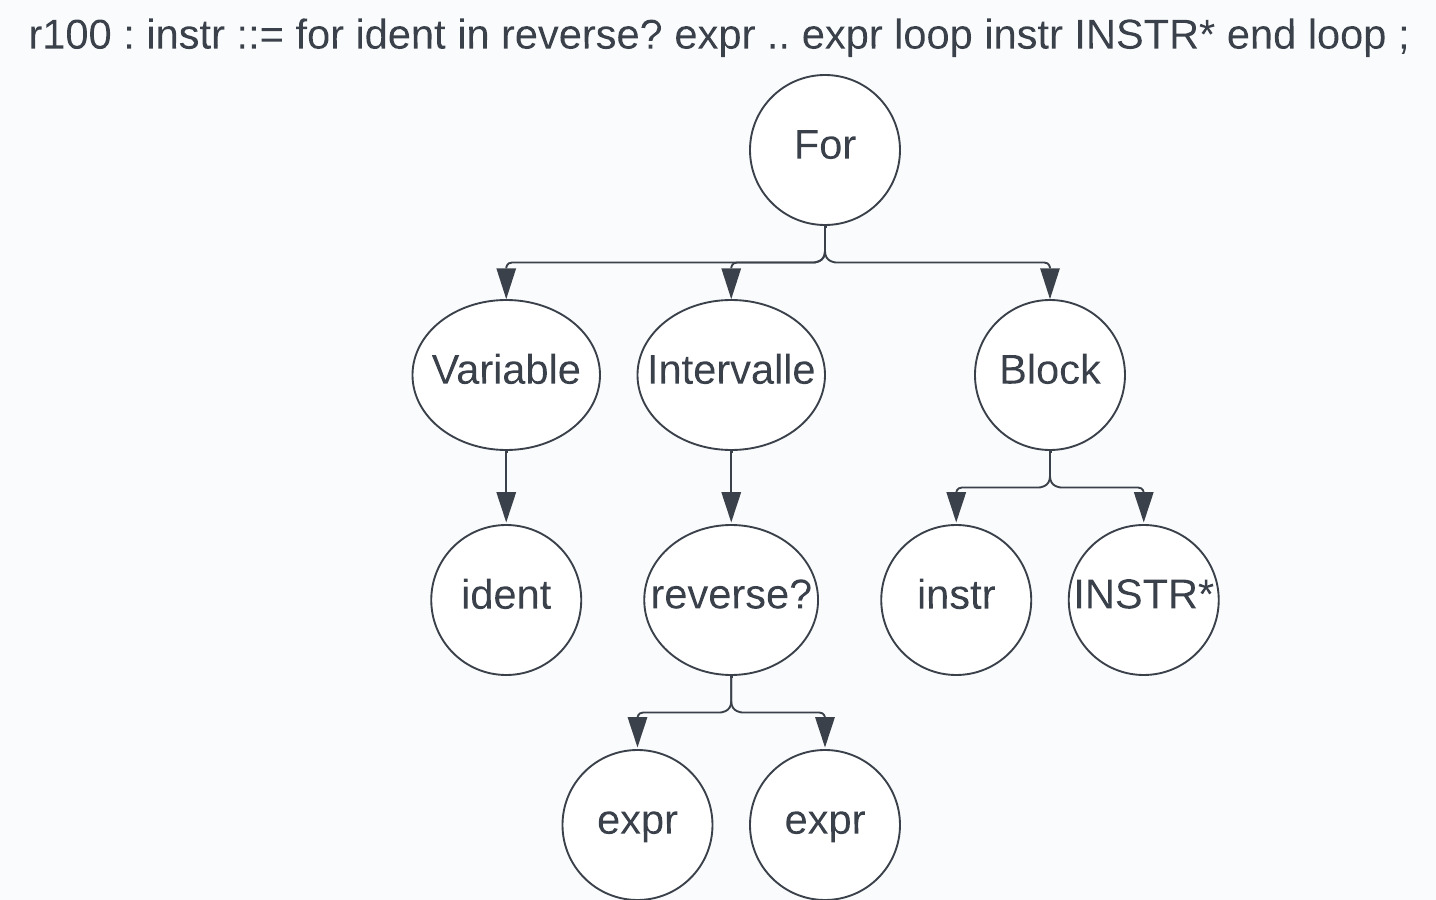 r100 : instr ::= for ident in reverse? expr .. expr loop instr INSTR* end loop ;
For
Variable
Intervalle
Block
ident
reverse?
instr
INSTR*
expr
expr